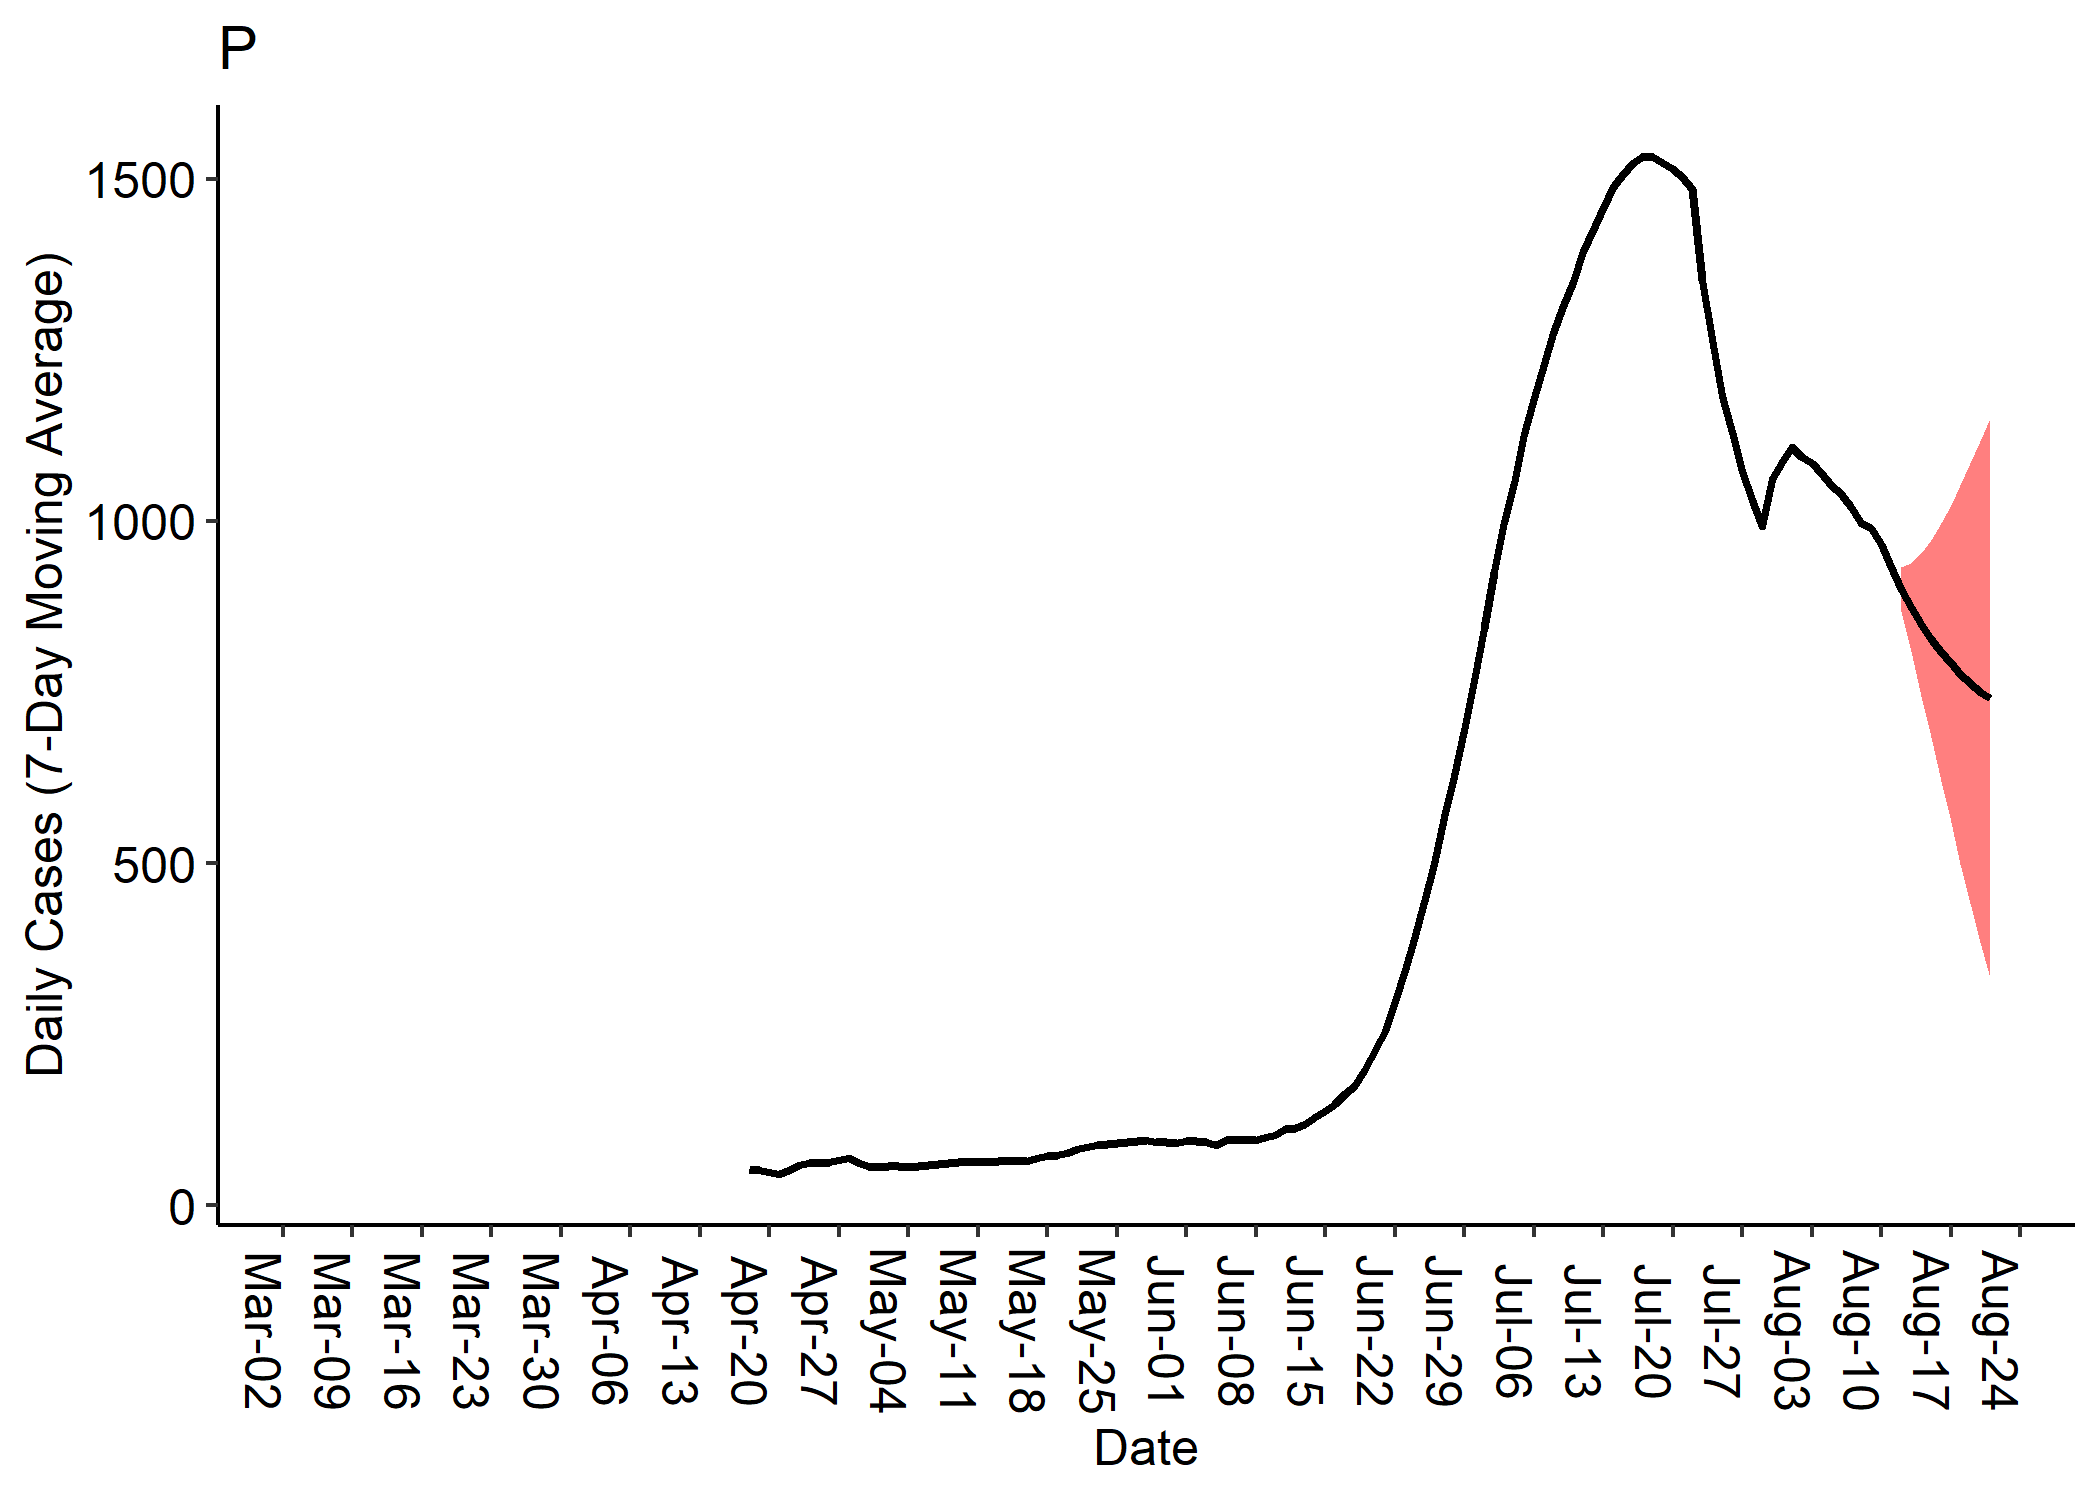 P
Daily Cases (7-Day Moving Average)
1500
1000
500
0
Mar-02
Mar-09
Mar-16
Mar-23
Mar-30
Apr-06
Apr-13
Apr-20
Apr-27
May-04
May-11
May-18
May-25
Jun-01
Jun-08
Jun-15
Jun-22
Jun-29
Jul-06
Jul-13
Jul-20
Jul-27
Aug-03
Aug-10
Aug-17
Aug-24
Date